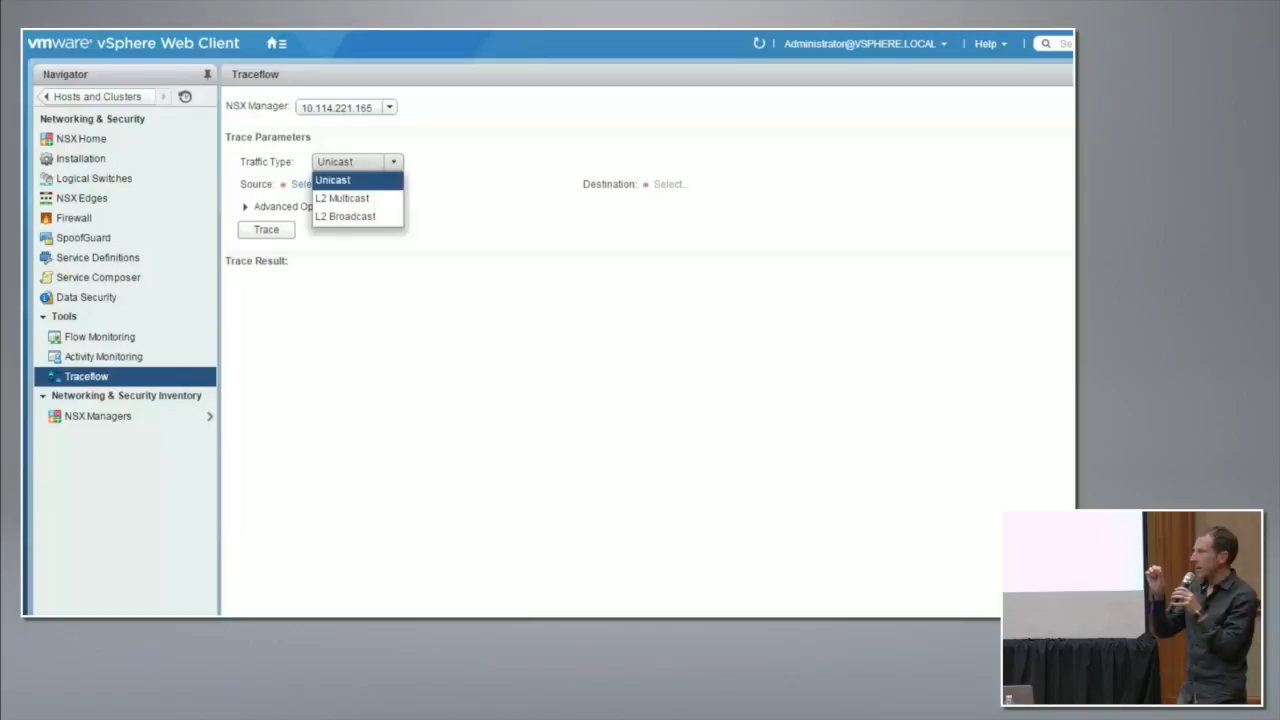 vmware® vSphere Web Client
Administrator@VSPHERE.LOCAL
Help
Navigator
Hosts and Clusters
Networking & Security
NSX Home
Installation
Logical Switches
NSX Edges
Firewall
SpoofGuard
Service Definitions
Service Composer
Data Security
Tools
Flow Monitoring
Activity Monitoring
Traceflow
Networking & Security Inventory
NSX Managers
Traceflow
NSX Manager: 10.114.221.165
Trace Parameters
Traffic Type: Unicast
Unicast
L2 Multicast
L2 Broadcast
Source: Sele
Destination: Select...
Advanced Op
Trace
Trace Result: